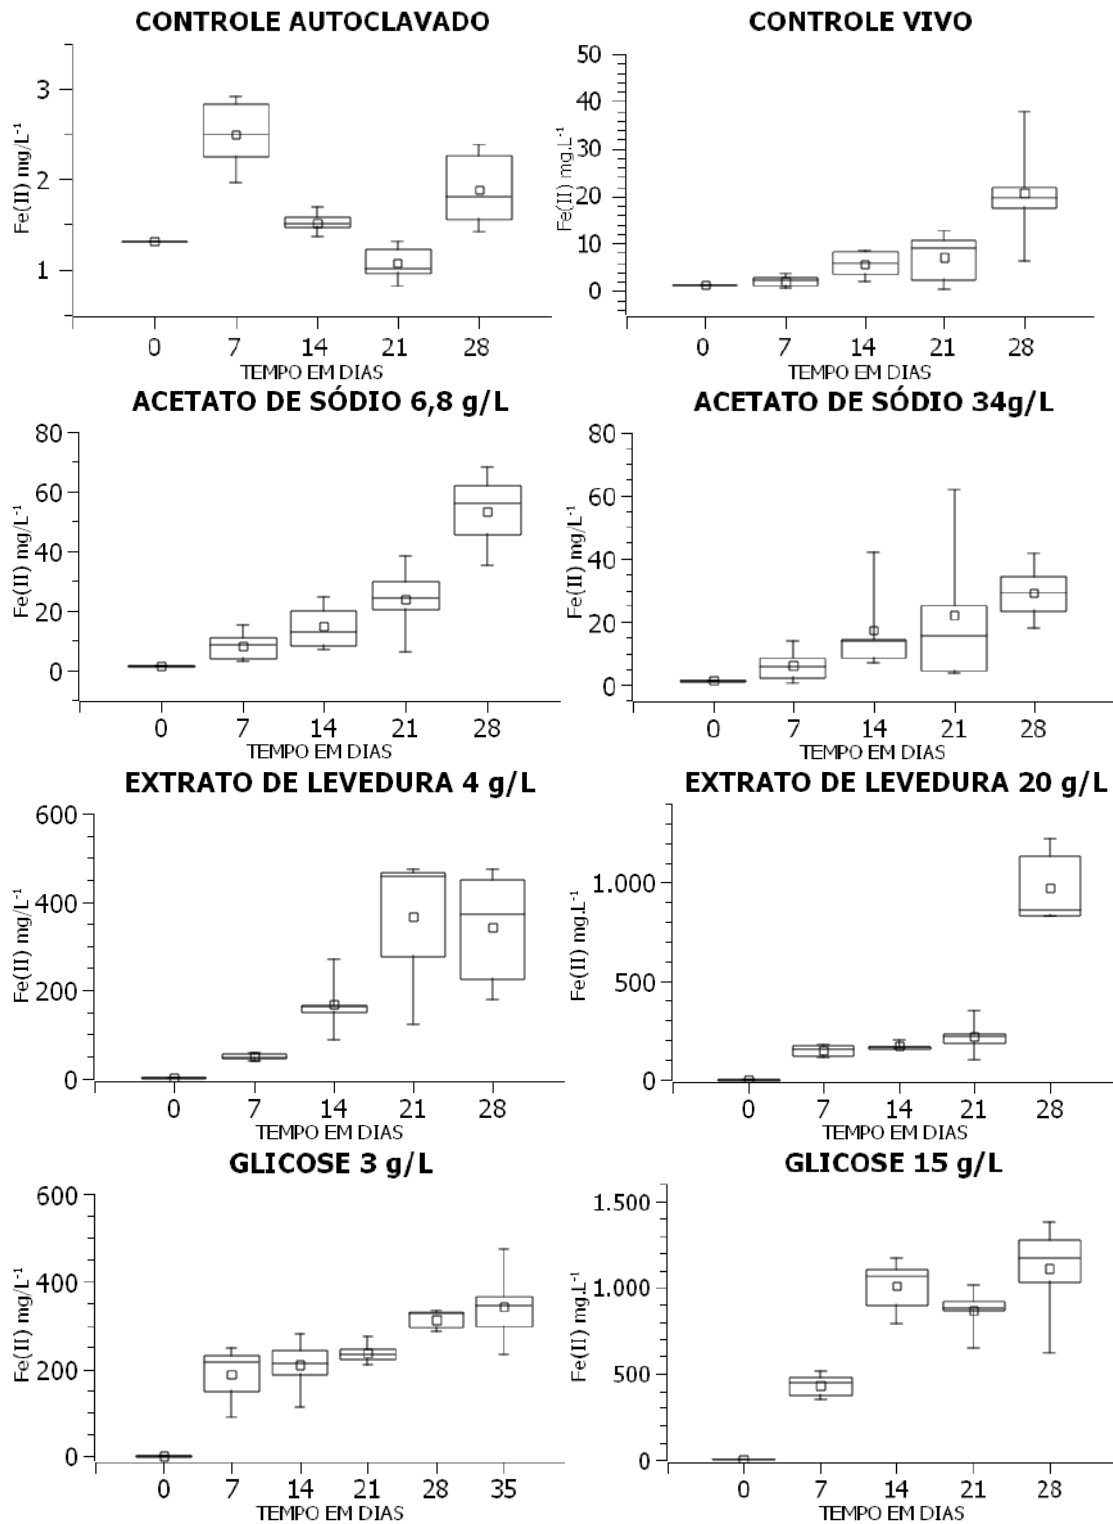 CONTROLE AUTOCLAVADO
Fe(II) mg/L⁻¹
3
2
1
0 7 14 21 28
TEMPO EM DIAS
CONTROLE VIVO
Fe(II) mg.L⁻¹
50
40
30
20
10
0
0 7 14 21 28
TEMPO EM DIAS
ACETATO DE SÓDIO 6,8 g/L
Fe(II) mg/L⁻¹
80
60
40
20
0
0 7 14 21 28
TEMPO EM DIAS
ACETATO DE SÓDIO 34g/L
Fe(II) mg/L⁻¹
80
60
40
20
0
0 7 14 21 28
TEMPO EM DIAS
EXTRATO DE LEVEDURA 4 g/L
Fe(II) mg/L⁻¹
600
400
200
0
0 7 14 21 28
TEMPO EM DIAS
EXTRATO DE LEVEDURA 20 g/L
Fe(II) mg.L⁻¹
1.000
500
0
0 7 14 21 28
TEMPO EM DIAS
GLICOSE 3 g/L
Fe(II) mg/L⁻¹
600
400
200
0
0 7 14 21 28 35
TEMPO EM DIAS
GLICOSE 15 g/L
Fe(II) mg.L⁻¹
1.500
1.000
500
0
0 7 14 21 28
TEMPO EM DIAS